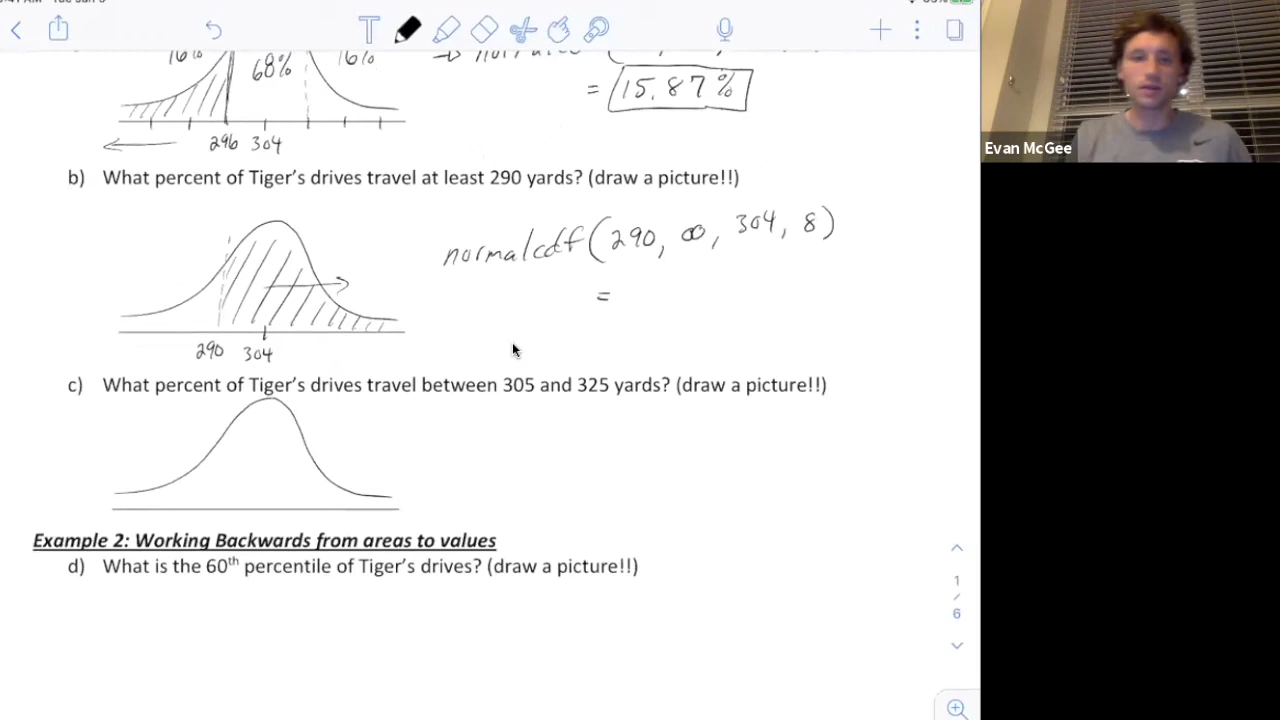 16% 68% 16%
= 15.87%
296 304
b) What percent of Tiger's drives travel at least 290 yards? (draw a picture!!)
normalcdf(290, ∞, 304, 8)
=
290 304
c) What percent of Tiger's drives travel between 305 and 325 yards? (draw a picture!!)
Example 2: Working Backwards from areas to values
d) What is the 60th percentile of Tiger's drives? (draw a picture!!)
1
/
6
T
Evan McGee